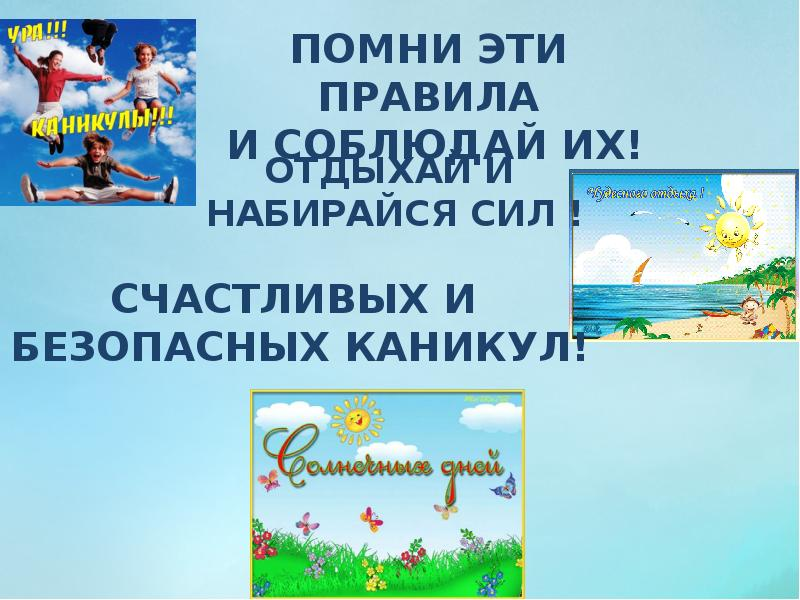 УРА!!!
КАНИКУЛЫ!!!
ПОМНИ ЭТИ
ПРАВИЛА
И СОБЛЮДАЙ ИХ!
ОТДЫХАЙ И
НАБИРАЙСЯ СИЛ !
Чудесного отдыха !
СЧАСТЛИВЫХ И
БЕЗОПАСНЫХ КАНИКУЛ!
Солнечных дней